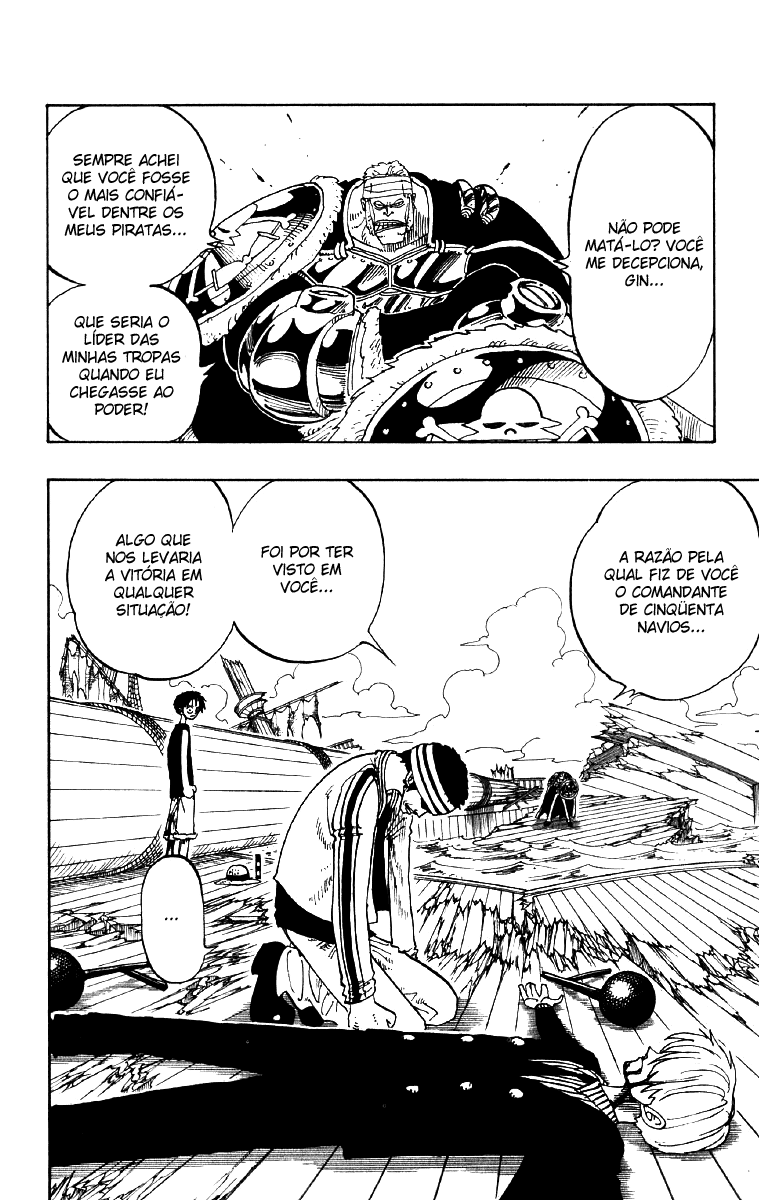 NÃO PODE
MATÁ-LO? VOCÊ
ME DECEPCIONA,
GIN...
SEMPRE ACHEI
QUE VOCÊ FOSSE
O MAIS CONFIÁ-
VEL DENTRE OS
MEUS PIRATAS...
QUE SERIA O
LÍDER DAS
MINHAS TROPAS
QUANDO EU
CHEGASSE AO
PODER!
A RAZÃO PELA
QUAL FIZ DE VOCÊ
O COMANDANTE
DE CINQÜENTA
NAVIOS...
FOI POR TER
VISTO EM
VOCÊ...
ALGO QUE
NOS LEVARIA
A VITÓRIA EM
QUALQUER
SITUAÇÃO!
...